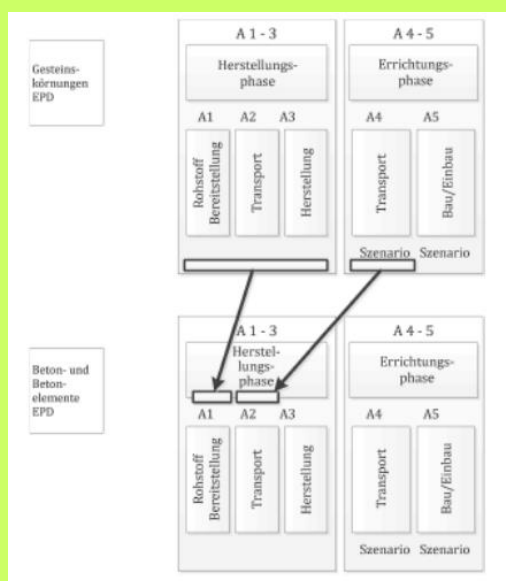 A 1 - 3
A 4 - 5
Gesteins-
körnungen
EPD
Herstellungs-
phase
Errichtungs-
phase
A1
A2
A3
A4
A5
Rohstoff
Bereitstellung
Transport
Herstellung
Transport
Bau/Einbau
Szenario
Szenario
A 1 - 3
A 4 - 5
Beton- und
Beton-
elemente
EPD
Herstel-
lungs-
phase
Errichtungs-
phase
A1
A2
A3
A4
A5
Rohstoff
Bereitstellung
Transport
Herstellung
Transport
Bau/Einbau
Szenario
Szenario